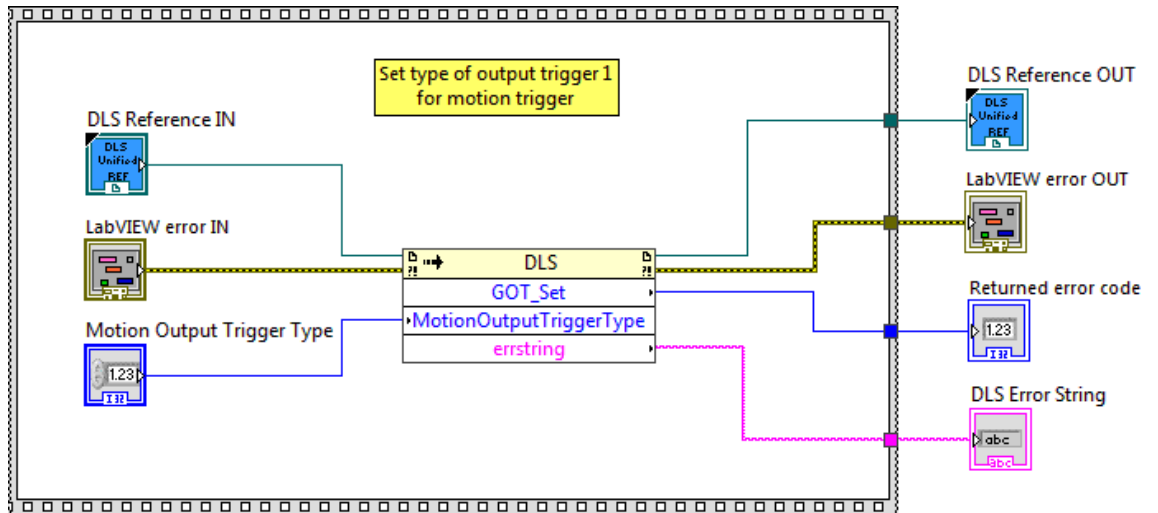 Set type of output trigger 1
for motion trigger
DLS Reference IN
DLS
Unified
REF
LabVIEW error IN
Motion Output Trigger Type
1.23
I32
DLS
GOT_Set
MotionOutputTriggerType
errstring
DLS Reference OUT
DLS
Unified
REF
LabVIEW error OUT
Returned error code
1.23
I32
DLS Error String
abc
abc